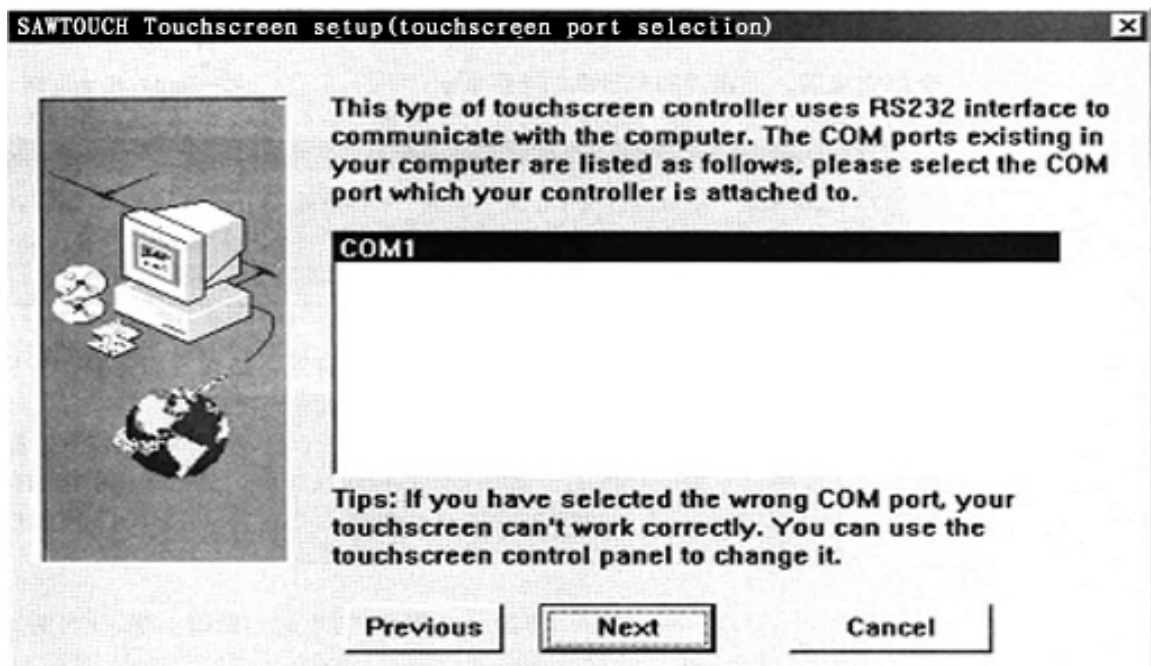 SAWTOUCH Touchscreen setup(touchscreen port selection)
This type of touchscreen controller uses RS232 interface to
communicate with the computer. The COM ports existing in
your computer are listed as follows, please select the COM
port which your controller is attached to.
COM1
Tips: If you have selected the wrong COM port, your
touchscreen can't work correctly. You can use the
touchscreen control panel to change it.
Previous Next Cancel